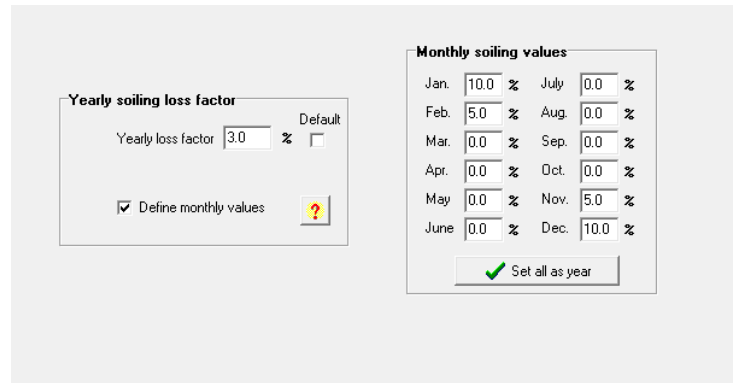 Yearly soiling loss factor
Default
Yearly loss factor 3.0 %
Define monthly values ?
Monthly soiling values
Jan. 10.0 % July 0.0 %
Feb. 5.0 % Aug. 0.0 %
Mar. 0.0 % Sep. 0.0 %
Apr. 0.0 % Oct. 0.0 %
May 0.0 % Nov. 5.0 %
June 0.0 % Dec. 10.0 %
Set all as year